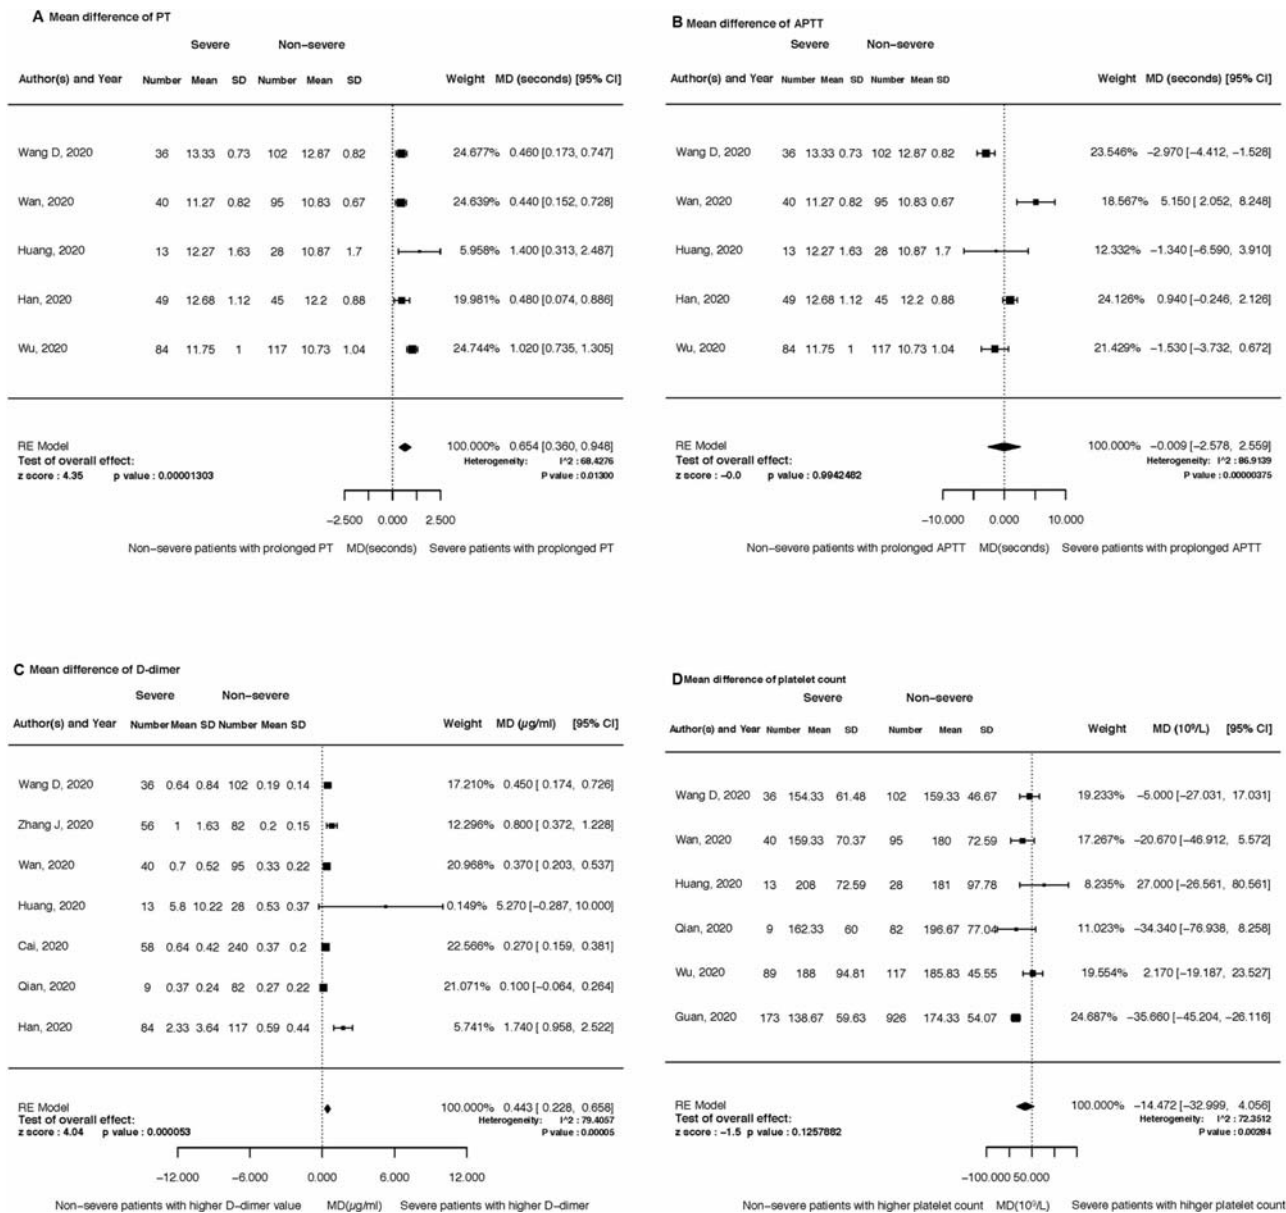 A Mean difference of PT
Severe Non-severe
Author(s) and Year Number Mean SD Number Mean SD Weight MD (seconds) [95% CI]
Wang D, 2020 36 13.33 0.73 102 12.87 0.82 24.677% 0.460 [0.173, 0.747]
Wan, 2020 40 11.27 0.82 95 10.83 0.67 24.639% 0.440 [0.152, 0.728]
Huang, 2020 13 12.27 1.63 28 10.87 1.7 5.958% 1.400 [0.313, 2.487]
Han, 2020 49 12.68 1.12 45 12.2 0.88 19.981% 0.480 [0.074, 0.886]
Wu, 2020 84 11.75 1 117 10.73 1.04 24.744% 1.020 [0.735, 1.305]
RE Model 100.000% 0.654 [0.360, 0.948]
Test of overall effect: Heterogeneity: I^2 : 68.4276
z score : 4.35 p value : 0.00001303 P value : 0.01300
−2.500 0.000 2.500
Non−severe patients with prolonged PT MD(seconds) Severe patients with proplonged PT
B Mean difference of APTT
Severe Non-severe
Author(s) and Year Number Mean SD Number Mean SD Weight MD (seconds) [95% CI]
Wang D, 2020 36 13.33 0.73 102 12.87 0.82 23.546% −2.970 [−4.412, −1.528]
Wan, 2020 40 11.27 0.82 95 10.83 0.67 18.567% 5.150 [ 2.052, 8.248]
Huang, 2020 13 12.27 1.63 28 10.87 1.7 12.332% −1.340 [−6.590, 3.910]
Han, 2020 49 12.68 1.12 45 12.2 0.88 24.126% 0.940 [−0.246, 2.126]
Wu, 2020 84 11.75 1 117 10.73 1.04 21.429% −1.530 [−3.732, 0.672]
RE Model 100.000% −0.009 [−2.578, 2.559]
Test of overall effect: Heterogeneity: I^2 : 86.9139
z score : −0.0 p value : 0.9942482 P value : 0.00000375
−10.000 0.000 10.000
Non−severe patients with prolonged APTT MD(seconds) Severe patients with proplonged APTT
C Mean difference of D-dimer
Severe Non-severe
Author(s) and Year Number Mean SD Number Mean SD Weight MD (µg/ml) [95% CI]
Wang D, 2020 36 0.64 0.84 102 0.19 0.14 17.210% 0.450 [ 0.174, 0.726]
Zhang J, 2020 56 1 1.63 82 0.2 0.15 12.296% 0.800 [ 0.372, 1.228]
Wan, 2020 40 0.7 0.52 95 0.33 0.22 20.968% 0.370 [ 0.203, 0.537]
Huang, 2020 13 5.8 10.22 28 0.53 0.37 0.149% 5.270 [−0.287, 10.000]
Cai, 2020 58 0.64 0.42 240 0.37 0.2 22.566% 0.270 [ 0.159, 0.381]
Qian, 2020 9 0.37 0.24 82 0.27 0.22 21.071% 0.100 [−0.064, 0.264]
Han, 2020 84 2.33 3.64 117 0.59 0.44 5.741% 1.740 [ 0.958, 2.522]
RE Model 100.000% 0.443 [ 0.228, 0.658]
Test of overall effect: Heterogeneity: I^2 : 79.4057
z score : 4.04 p value : 0.000053 P value : 0.00005
−12.000 −6.000 0.000 6.000 12.000
Non−severe patients with higher D−dimer value MD(µg/ml) Severe patients with higher D−dimer
D Mean difference of platelet count
Severe Non-severe
Author(s) and Year Number Mean SD Number Mean SD Weight MD (10⁹/L) [95% CI]
Wang D, 2020 36 154.33 61.48 102 159.33 46.67 19.233% −5.000 [−27.031, 17.031]
Wan, 2020 40 159.33 70.37 95 180 72.59 17.267% −20.670 [−46.912, 5.572]
Huang, 2020 13 208 72.59 28 181 97.78 8.235% 27.000 [−26.561, 80.561]
Qian, 2020 9 162.33 60 82 196.67 77.04 11.023% −34.340 [−76.938, 8.258]
Wu, 2020 89 188 94.81 117 185.83 45.55 19.554% 2.170 [−19.187, 23.527]
Guan, 2020 173 138.67 59.63 926 174.33 54.07 24.687% −35.660 [−45.204, −26.116]
RE Model 100.000% −14.472 [−32.999, 4.056]
Test of overall effect: Heterogeneity: I^2 : 72.3512
z score : −1.5 p value : 0.1257882 P value : 0.00284
−100.000 50.000
Non−severe patients with higher platelet count MD(10⁹/L) Severe patients with hihger platelet count